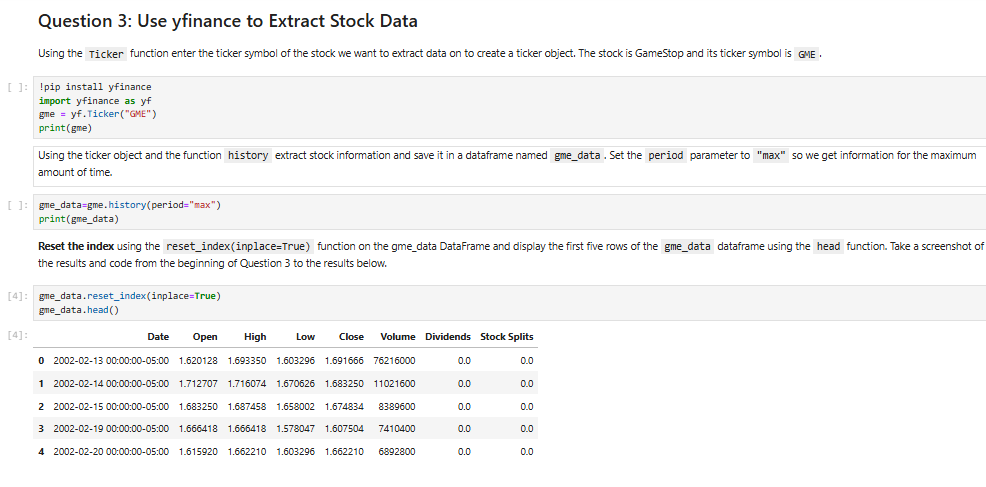 Question 3: Use yfinance to Extract Stock Data
Using the Ticker function enter the ticker symbol of the stock we want to extract data on to create a ticker object. The stock is GameStop and its ticker symbol is GME .
[ ]: !pip install yfinance
import yfinance as yf
gme = yf.Ticker("GME")
print(gme)
Using the ticker object and the function history extract stock information and save it in a dataframe named gme_data . Set the period parameter to "max" so we get information for the maximum
amount of time.
[ ]: gme_data=gme.history(period="max")
print(gme_data)
Reset the index using the reset_index(inplace=True) function on the gme_data DataFrame and display the first five rows of the gme_data dataframe using the head function. Take a screenshot of
the results and code from the beginning of Question 3 to the results below.
[4]: gme_data.reset_index(inplace=True)
gme_data.head()
[4]: Date Open High Low Close Volume Dividends Stock Splits
0 2002-02-13 00:00:00-05:00 1.620128 1.693350 1.603296 1.691666 76216000 0.0 0.0
1 2002-02-14 00:00:00-05:00 1.712707 1.716074 1.670626 1.683250 11021600 0.0 0.0
2 2002-02-15 00:00:00-05:00 1.683250 1.687458 1.658002 1.674834 8389600 0.0 0.0
3 2002-02-19 00:00:00-05:00 1.666418 1.666418 1.578047 1.607504 7410400 0.0 0.0
4 2002-02-20 00:00:00-05:00 1.615920 1.662210 1.603296 1.662210 6892800 0.0 0.0